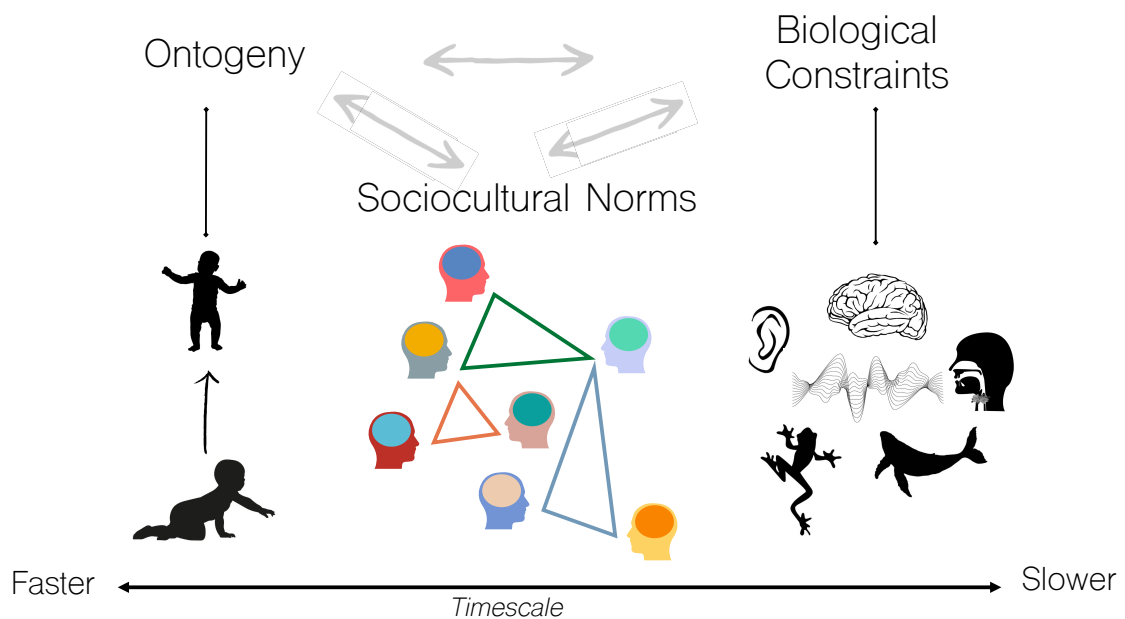 Ontogeny
Biological
Constraints
Sociocultural Norms
Faster
Slower
Timescale